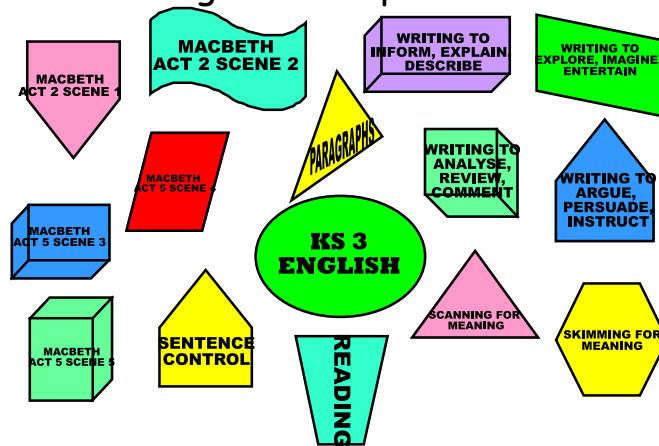 MACBETH
ACT 2 SCENE 1
MACBETH
ACT 2 SCENE 2
WRITING TO
INFORM, EXPLAIN,
DESCRIBE
WRITING TO
EXPLORE, IMAGINE
ENTERTAIN
PARAGRAPHS
MACBETH
ACT 5 SCENE 4
WRITING TO
ANALYSE,
REVIEW,
COMMENT
WRITING TO
ARGUE,
PERSUADE,
INSTRUCT
MACBETH
ACT 5 SCENE 3
KS 3
ENGLISH
SCANNING FOR
MEANING
SKIMMING FOR
MEANING
MACBETH
ACT 5 SCENE 5
SENTENCE
CONTROL
READING